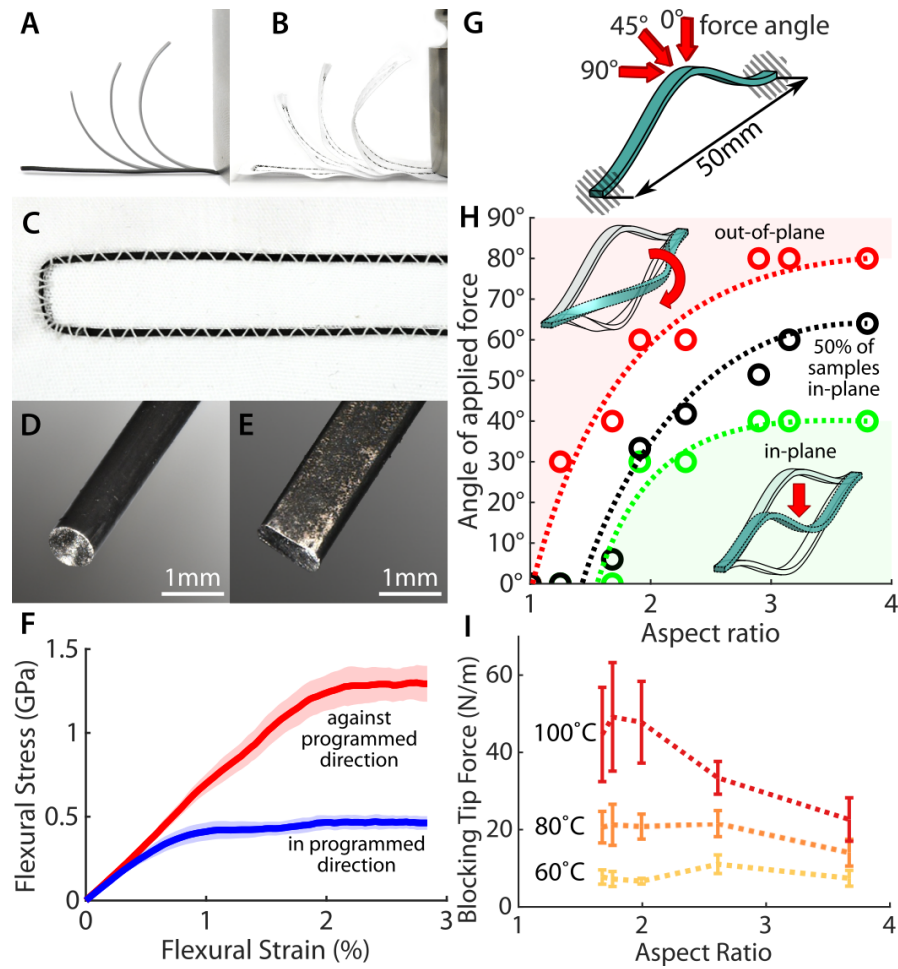 A
B
G
0°
45°
force angle
90°
50mm
C
H
90°
80°
70°
60°
50°
40°
30°
20°
10°
0°
Angle of applied force
out-of-plane
50% of
samples
in-plane
in-plane
1
2
3
4
Aspect ratio
D
1mm
E
1mm
F
1.5
1
0.5
0
Flexural Stress (GPa)
against
programmed
direction
in programmed
direction
0
1
2
3
Flexural Strain (%)
I
60
40
20
0
Blocking Tip Force (N/m)
100°C
80°C
60°C
1
2
3
4
Aspect Ratio